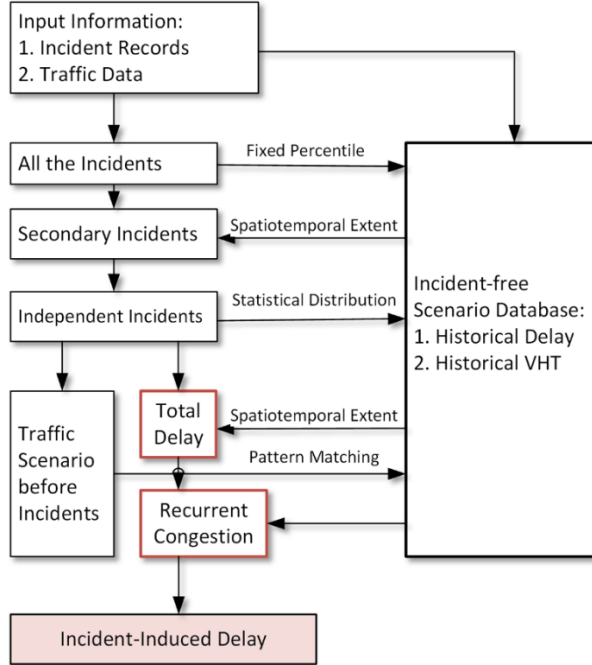 Input Information:
1. Incident Records
2. Traffic Data
All the Incidents
Fixed Percentile
Secondary Incidents
Spatiotemporal Extent
Independent Incidents
Statistical Distribution
Incident-free
Scenario Database:
1. Historical Delay
2. Historical VHT
Traffic
Scenario
before
Incidents
Total
Delay
Spatiotemporal Extent
Pattern Matching
Recurrent
Congestion
Incident-Induced Delay